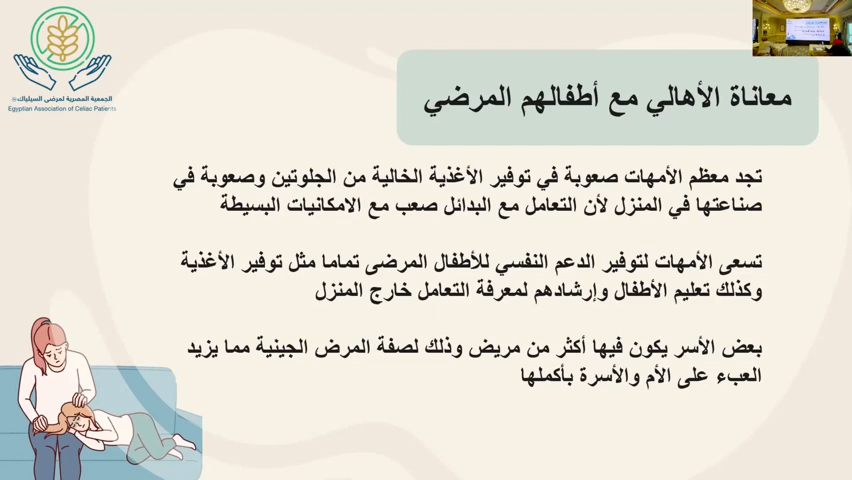 الجمعية المصرية لمرضى السيلياك
Egyptian Association of Celiac Patients
معاناة الأهالي مع أطفالهم المرضي
تجد معظم الأمهات صعوبة في توفير الأغذية الخالية من الجلوتين وصعوبة في
صناعتها في المنزل لأن التعامل مع البدائل صعب مع الامكانيات البسيطة
تسعى الأمهات لتوفير الدعم النفسي للأطفال المرضى تماما مثل توفير الأغذية
وكذلك تعليم الأطفال وإرشادهم لمعرفة التعامل خارج المنزل
بعض الأسر يكون فيها أكثر من مريض وذلك لصفة المرض الجينية مما يزيد
العبء على الأم والأسرة بأكملها